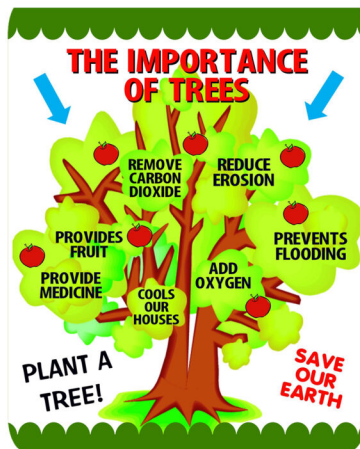 THE IMPORTANCE
OF TREES
REMOVE
CARBON
DIOXIDE
REDUCE
EROSION
PROVIDES
FRUIT
PREVENTS
FLOODING
PROVIDE
MEDICINE
COOLS
OUR
HOUSES
ADD
OXYGEN
PLANT A
TREE!
SAVE
OUR
EARTH